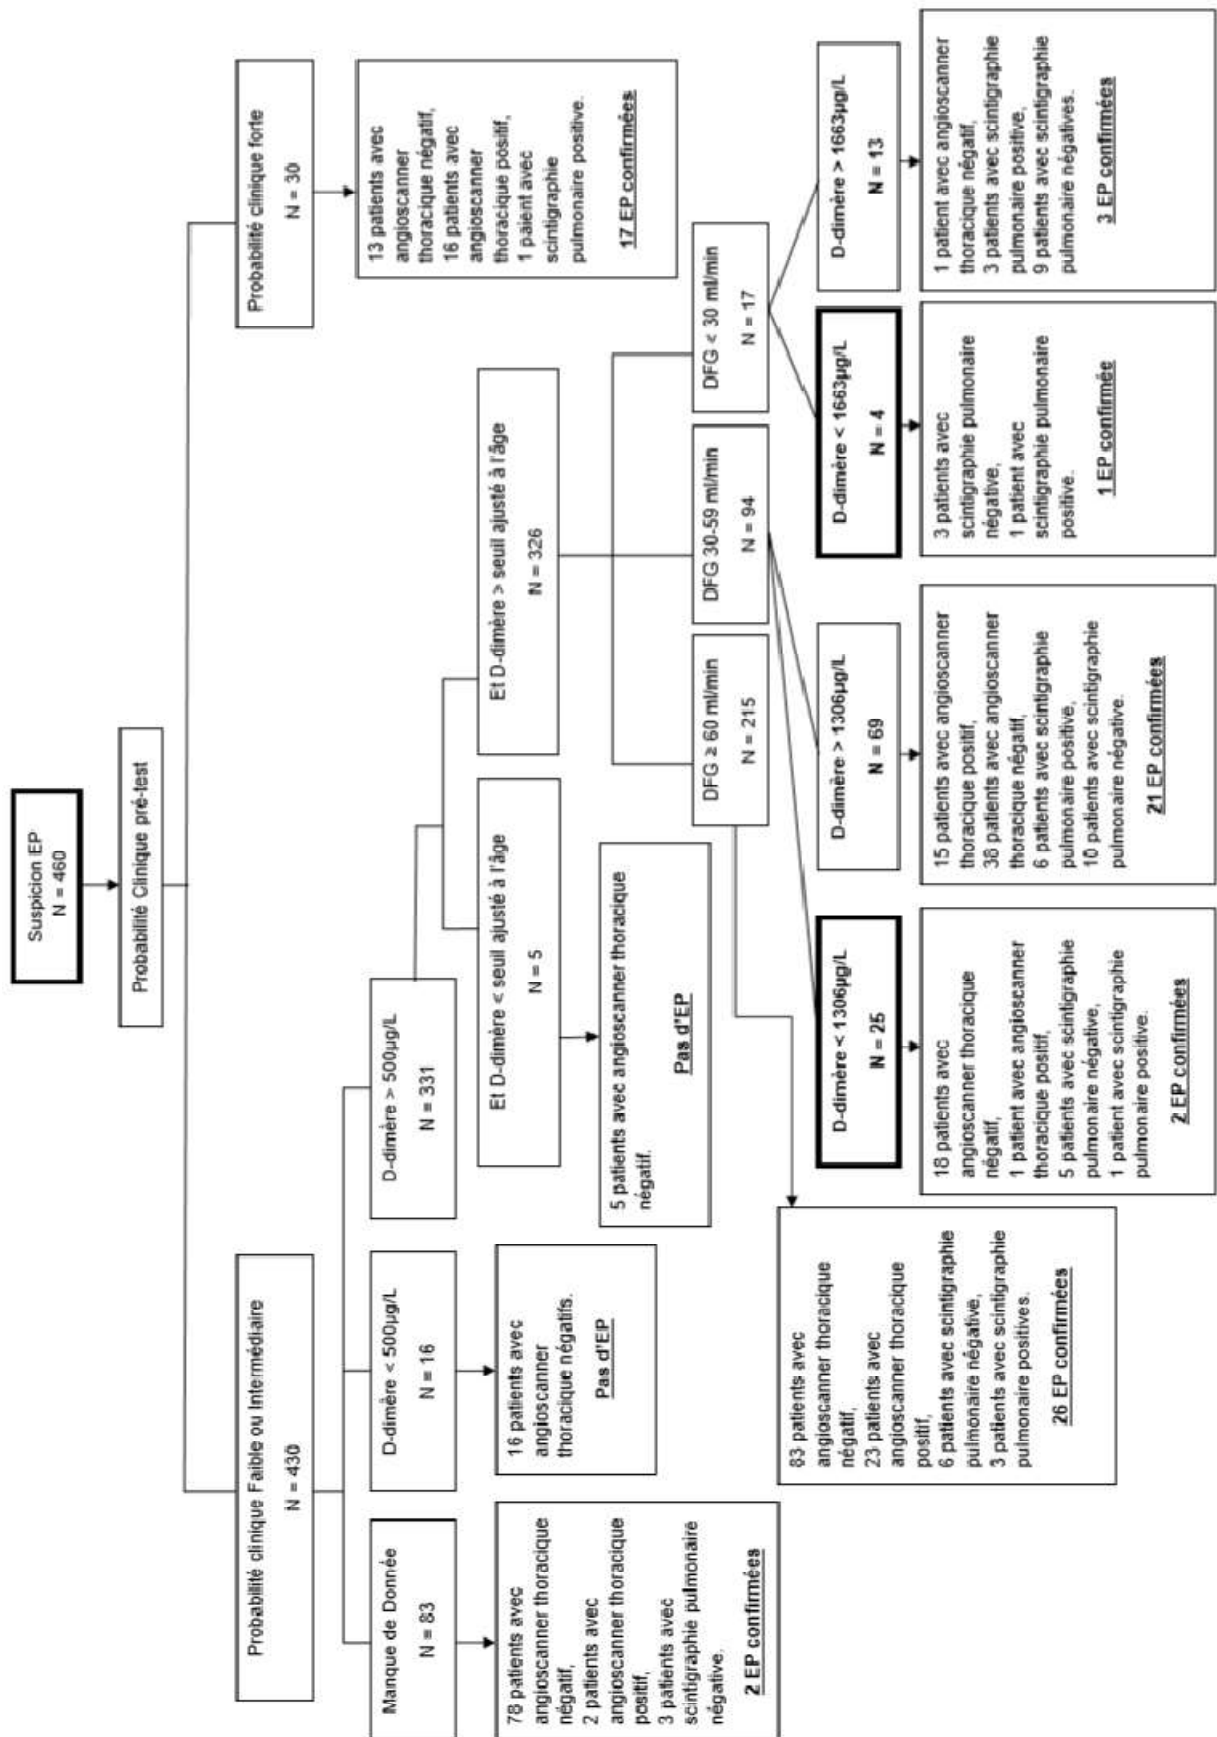 Suspicion EP
N = 460
Probabilité Clinique pré-test
Probabilité clinique Faible ou Intermédiaire
N = 430
Probabilité clinique forte
N = 30
Manque de Donnée
N = 83
D-dimère < 500µg/L
N = 16
D-dimère > 500µg/L
N = 331
13 patients avec
angioscanner
thoracique négatif,
16 patients avec
angioscanner
thoracique positif,
1 paient avec
scintigraphie
pulmonaire positive.
17 EP confirmées
78 patients avec
angioscanner thoracique
négatif,
2 patients avec
angioscanner thoracique
positif,
3 patients avec
scintigraphie pulmonaire
négative.
2 EP confirmées
16 patients avec
angioscanner
thoracique négatifs.
Pas d'EP
Et D-dimère < seuil ajusté à l'âge
N = 5
Et D-dimère > seuil ajusté à l'âge
N = 326
5 patients avec angioscanner thoracique
négatif.
Pas d'EP
DFG ≥ 60 ml/min
N = 215
DFG 30-59 ml/min
N = 94
DFG < 30 ml/min
N = 17
83 patients avec
angioscanner thoracique
négatif,
23 patients avec
angioscanner thoracique
positif,
6 patients avec scintigraphie
pulmonaire négative,
3 patients avec scintigraphie
pulmonaire positives.
26 EP confirmées
D-dimère < 1306µg/L
N = 25
D-dimère > 1306µg/L
N = 69
D-dimère < 1663µg/L
N = 4
D-dimère > 1663µg/L
N = 13
18 patients avec
angioscanner thoracique
négatif,
1 patient avec angioscanner
thoracique positif,
5 patients avec scintigraphie
pulmonaire négative,
1 patient avec scintigraphie
pulmonaire positive.
2 EP confirmées
15 patients avec angioscanner
thoracique positif,
38 patients avec angioscanner
thoracique négatif,
6 patients avec scintigraphie
pulmonaire positive,
10 patients avec scintigraphie
pulmonaire négative.
21 EP confirmées
3 patients avec
scintigraphie pulmonaire
négative,
1 patient avec
scintigraphie pulmonaire
positive.
1 EP confirmée
1 patient avec angioscanner
thoracique négatif,
3 patients avec scintigraphie
pulmonaire positive,
9 patients avec scintigraphie
pulmonaire négatives.
3 EP confirmées